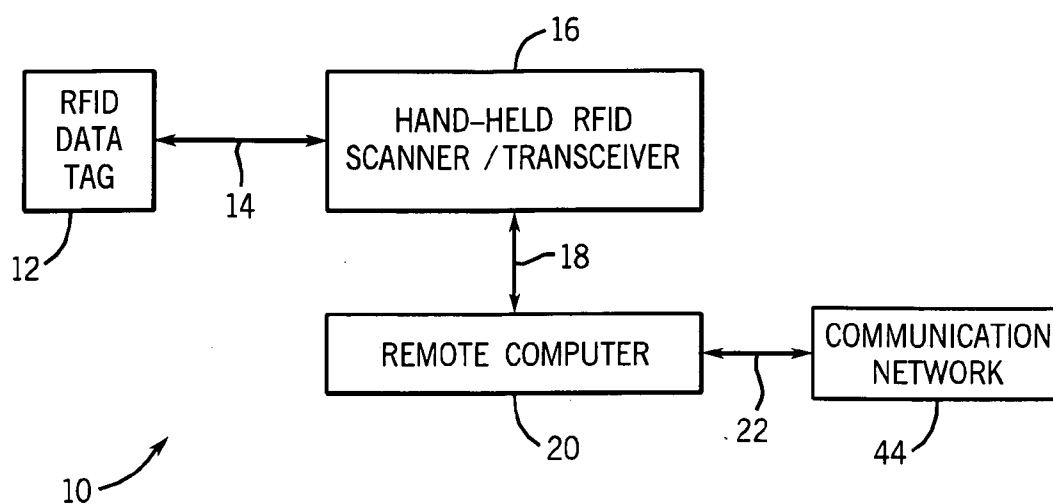 16
RFID
DATA
TAG
HAND-HELD RFID
SCANNER / TRANSCEIVER
14
12
18
REMOTE COMPUTER
COMMUNICATION
NETWORK
22
20
44
10